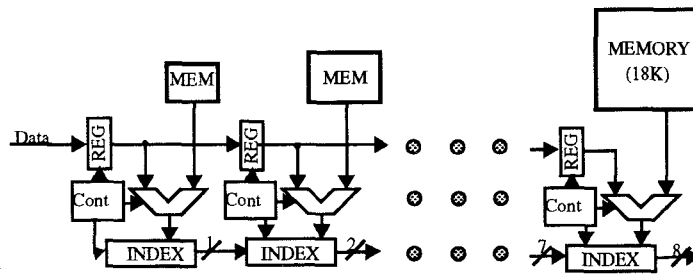 MEMORY
(18K)
MEM
MEM
Data
REG
REG
REG
Cont
Cont
Cont
INDEX
1
INDEX
2
7
INDEX
8